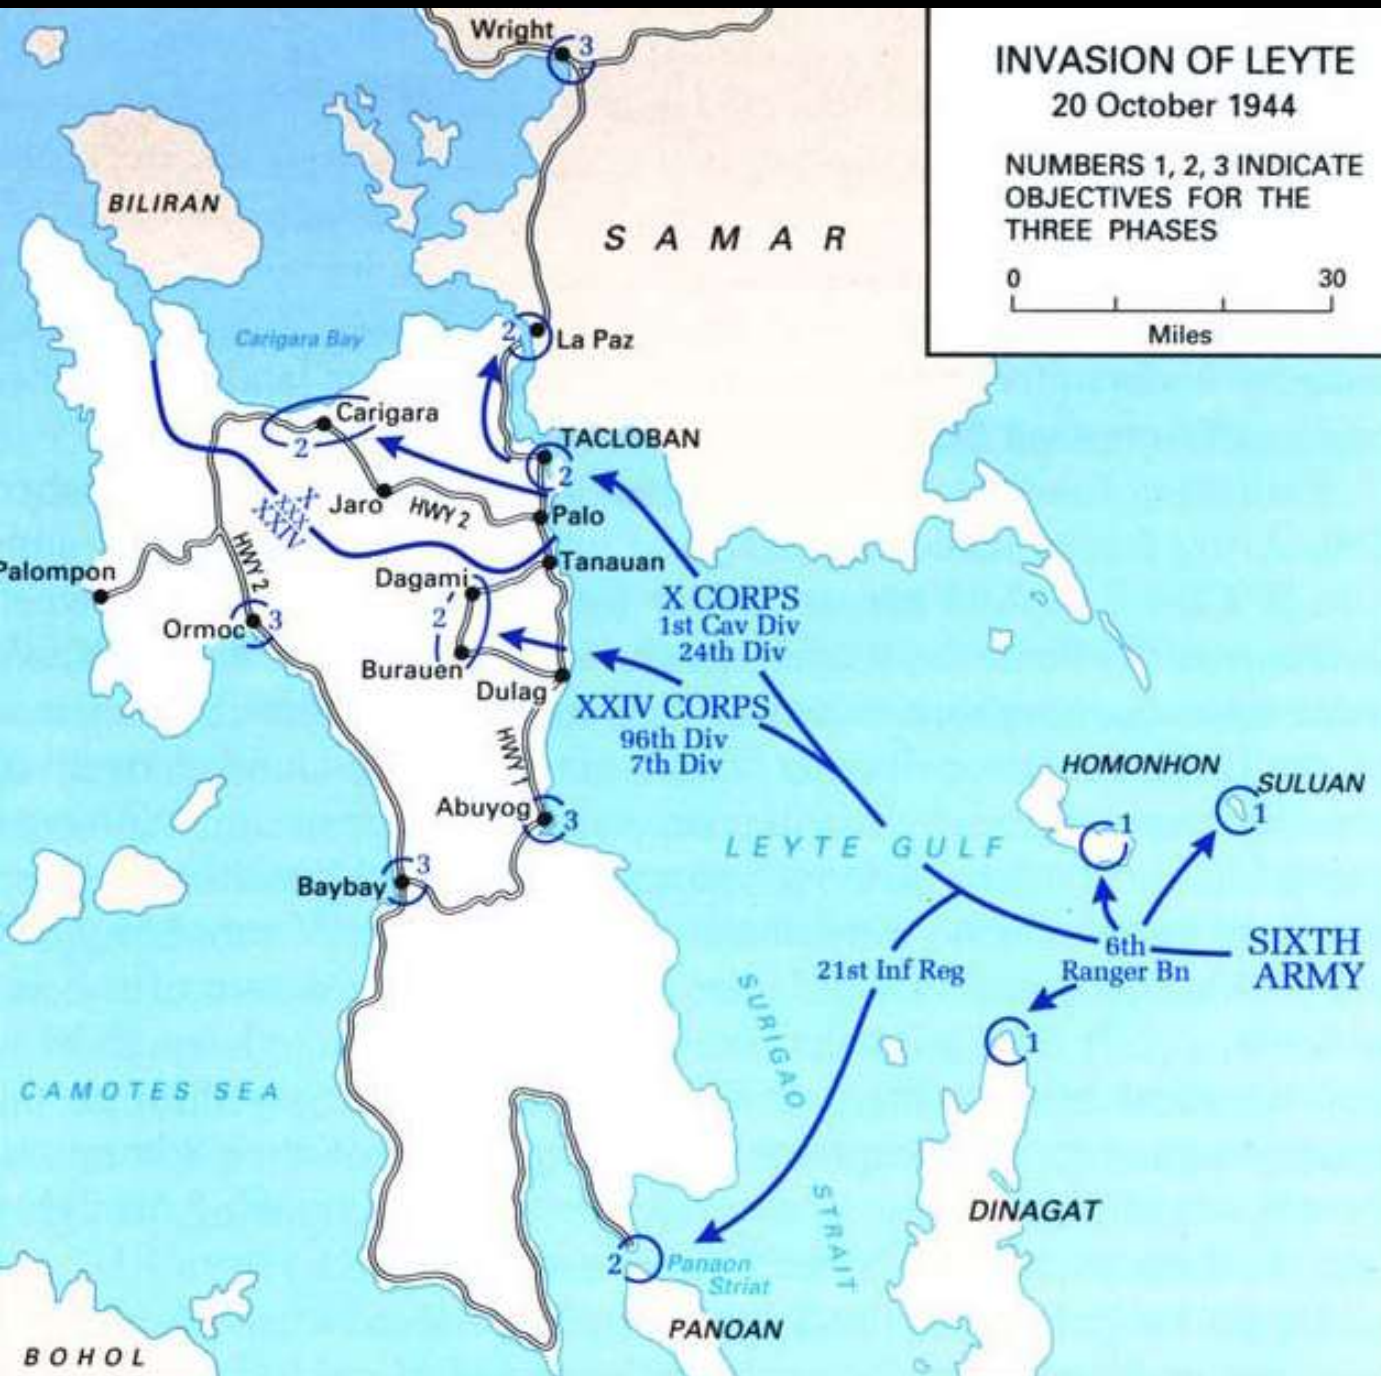 Wright
3
INVASION OF LEYTE
20 October 1944
NUMBERS 1, 2, 3 INDICATE
OBJECTIVES FOR THE
THREE PHASES
0 30
Miles
BILIRAN
SAMAR
Carigara Bay
2
La Paz
Carigara
2
TACLOBAN
2
Jaro
HWY 2
Palo
XXX
XXIV
HWY 2
Tanauan
Palompon
Dagami
2
Ormoc
3
Burauen
Dulag
X CORPS
1st Cav Div
24th Div
XXIV CORPS
96th Div
7th Div
HWY 1
HOMONHON
SULUAN
1
1
Abuyog
3
LEYTE GULF
Baybay
3
6th
Ranger Bn
SIXTH
ARMY
21st Inf Reg
1
SURIGAO
STRAIT
CAMOTES SEA
DINAGAT
2
Panaon
Striat
PANOAN
BOHOL